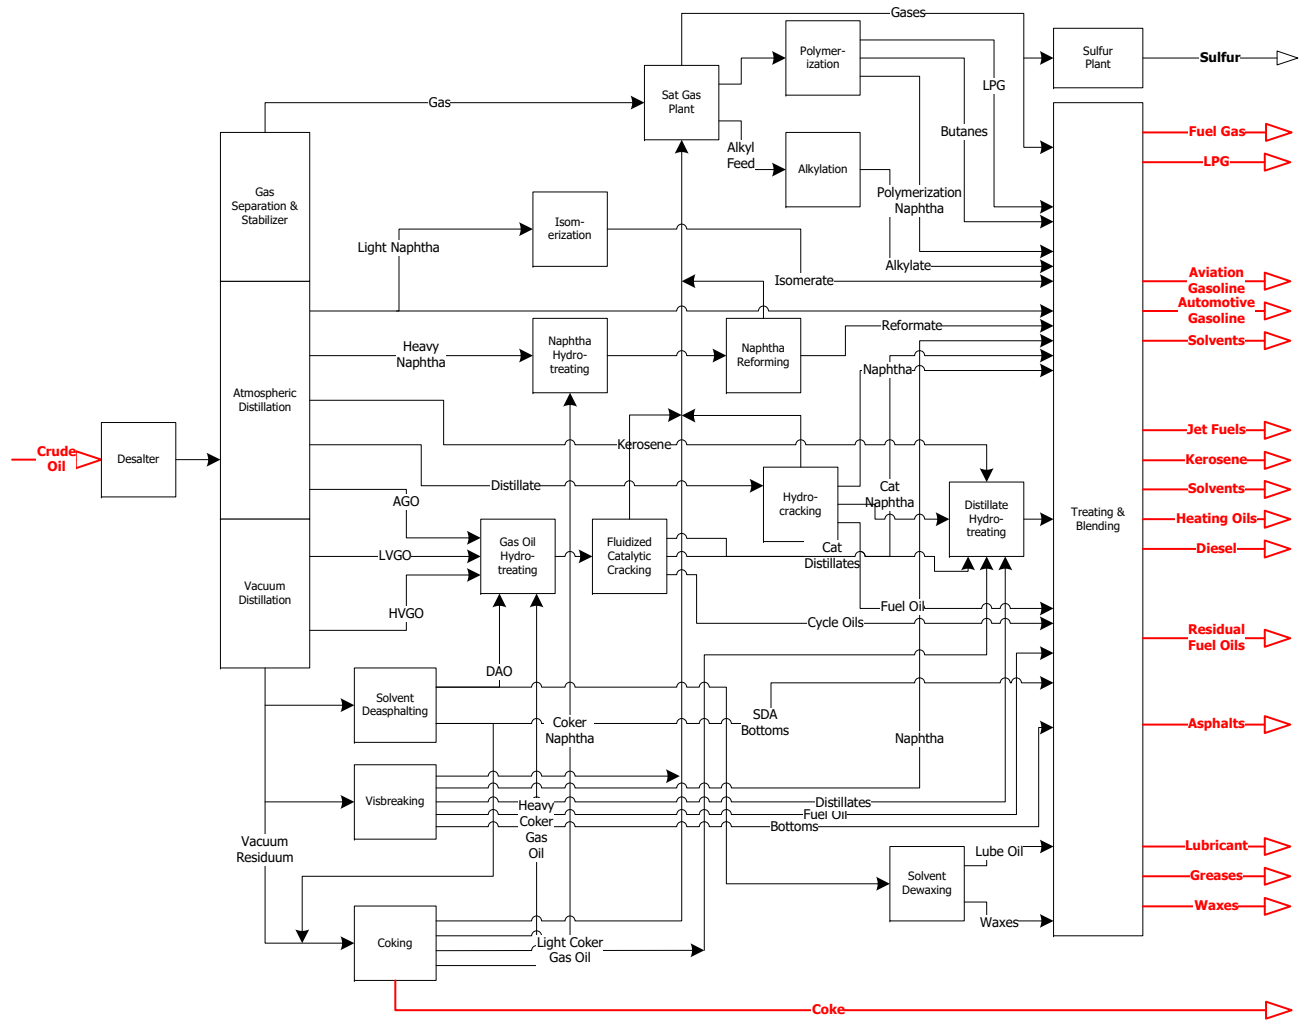 Gases
Polymer-
ization
Sulfur
Plant
Sulfur
LPG
Gas
Sat Gas
Plant
Butanes
Fuel Gas
LPG
Alkyl
Feed
Alkylation
Gas
Separation &
Stabilizer
Polymerization
Naphtha
Isom-
erization
Light Naphtha
Alkylate
Isomerate
Aviation
Gasoline
Automotive
Gasoline
Solvents
Reformate
Heavy
Naphtha
Naphtha
Hydro-
treating
Naphtha
Reforming
Naphtha
Atmospheric
Distillation
Jet Fuels
Kerosene
Crude
Oil
Desalter
Kerosene
Distillate
Solvents
Cat
Naphtha
Hydro-
cracking
AGO
Distillate
Hydro-
treating
Treating &
Blending
Heating Oils
Diesel
Gas Oil
Hydro-
treating
Fluidized
Catalytic
Cracking
Cat
Distillates
LVGO
Vacuum
Distillation
HVGO
Fuel Oil
Cycle Oils
Residual
Fuel Oils
DAO
Solvent
Deasphalting
SDA
Bottoms
Coker
Naphtha
Naphtha
Asphalts
Visbreaking
Distillates
Fuel Oil
Bottoms
Heavy
Coker
Gas
Oil
Vacuum
Residuum
Lube Oil
Solvent
Dewaxing
Waxes
Lubricant
Greases
Waxes
Coking
Light Coker
Gas Oil
Coke